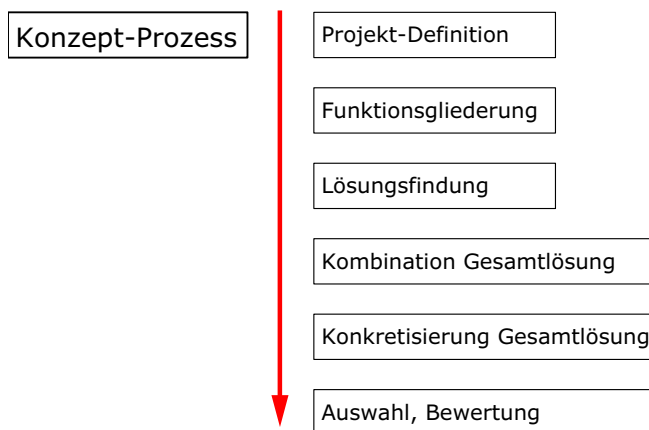 Konzept-Prozess
Projekt-Definition
Funktionsgliederung
Lösungsfindung
Kombination Gesamtlösung
Konkretisierung Gesamtlösung
Auswahl, Bewertung